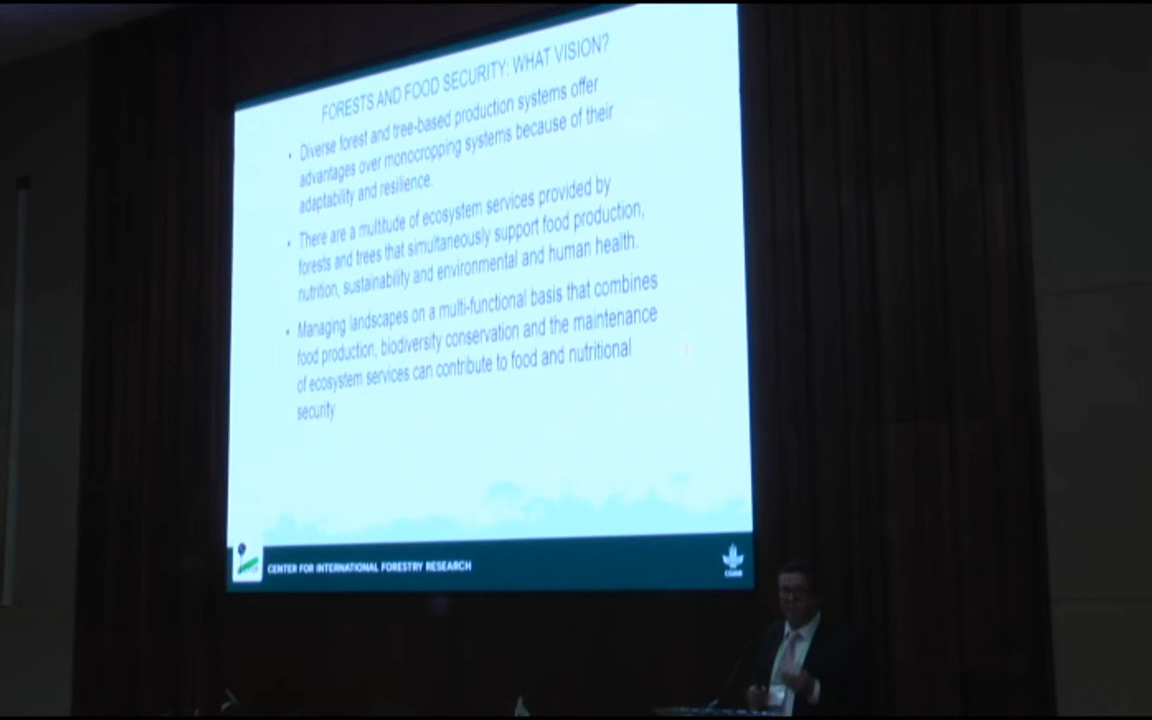 FORESTS AND FOOD SECURITY: WHAT VISION?
• Diverse forest and tree-based production systems offer
advantages over monocropping systems because of their
adaptability and resilience.
• There are a multitude of ecosystem services provided by
forests and trees that simultaneously support food production,
nutrition, sustainability and environmental and human health.
• Managing landscapes on a multi-functional basis that combines
food production, biodiversity conservation and the maintenance
of ecosystem services can contribute to food and nutritional
security
CENTER FOR INTERNATIONAL FORESTRY RESEARCH
CGIAR